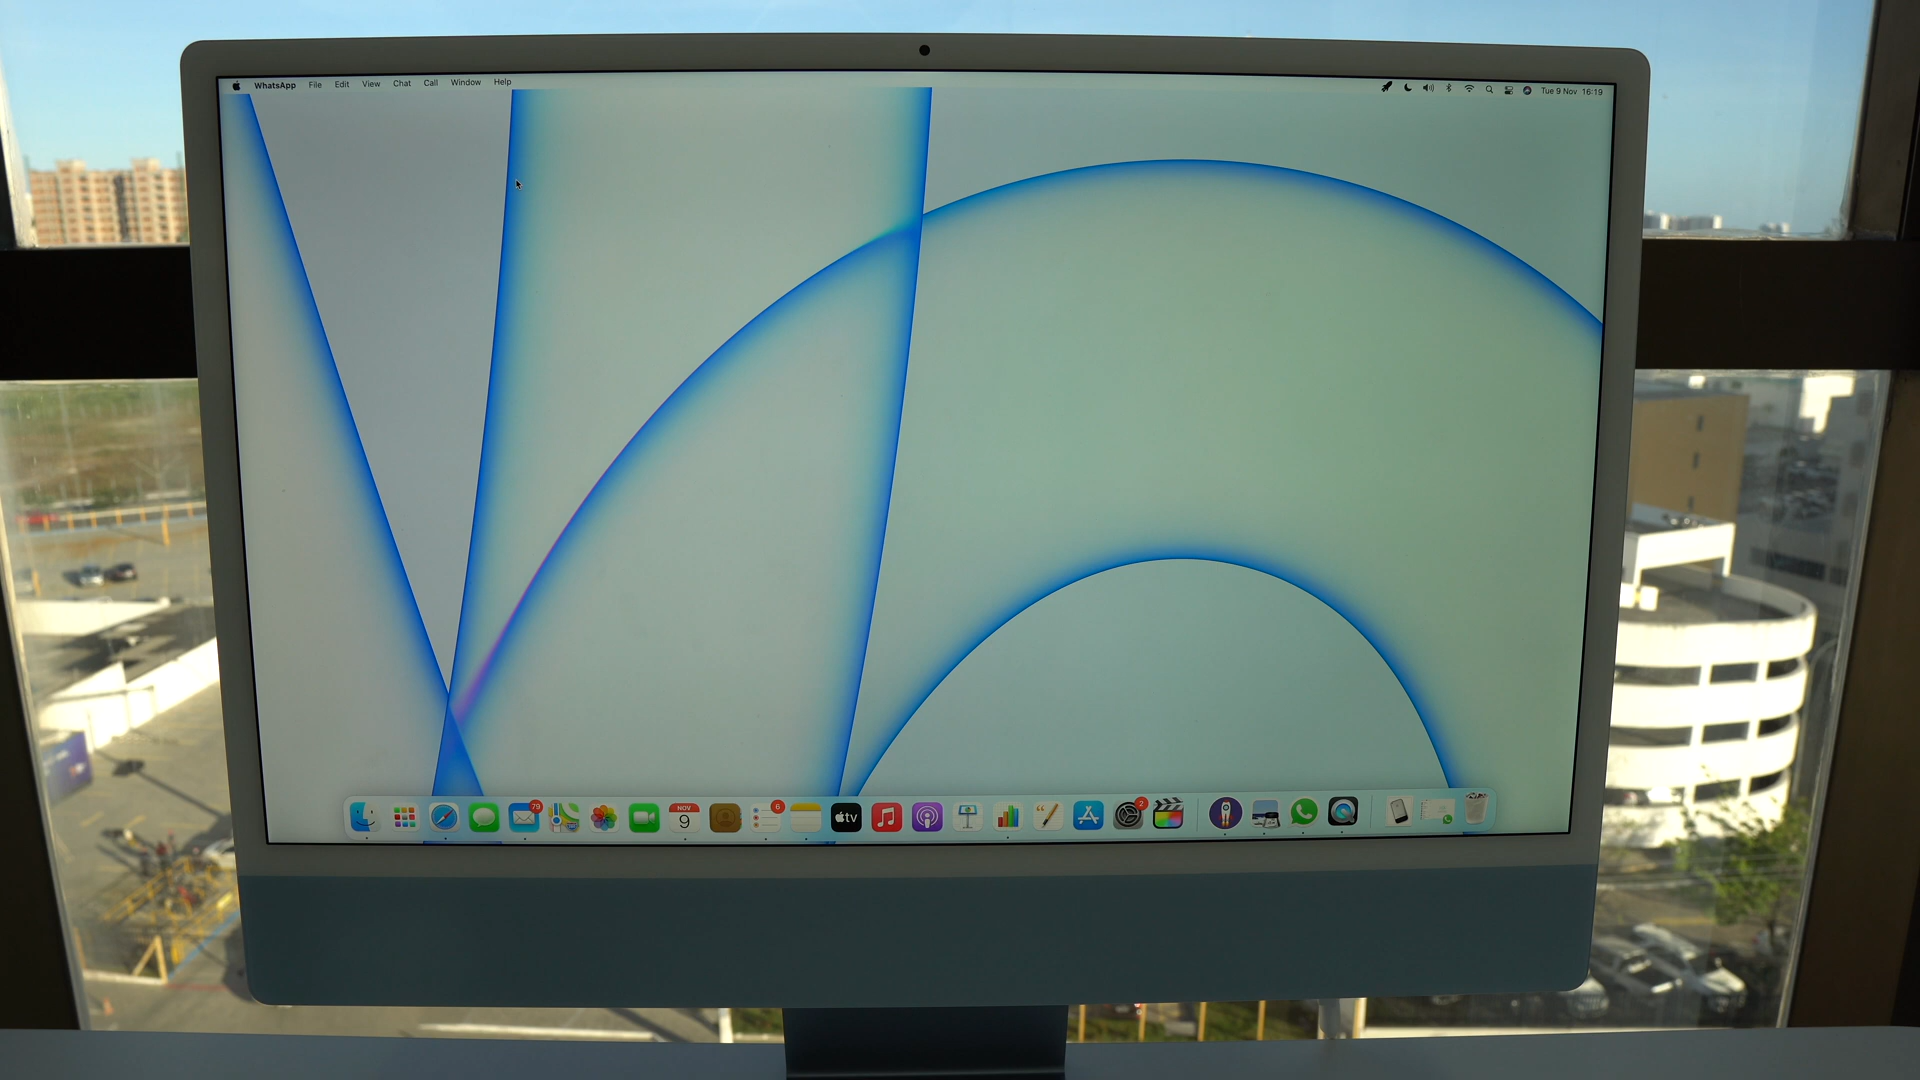 WhatsApp File Edit View Chat Call Window Help
Tue 9 Nov 16:19
79
NOV
9
6
tv
2